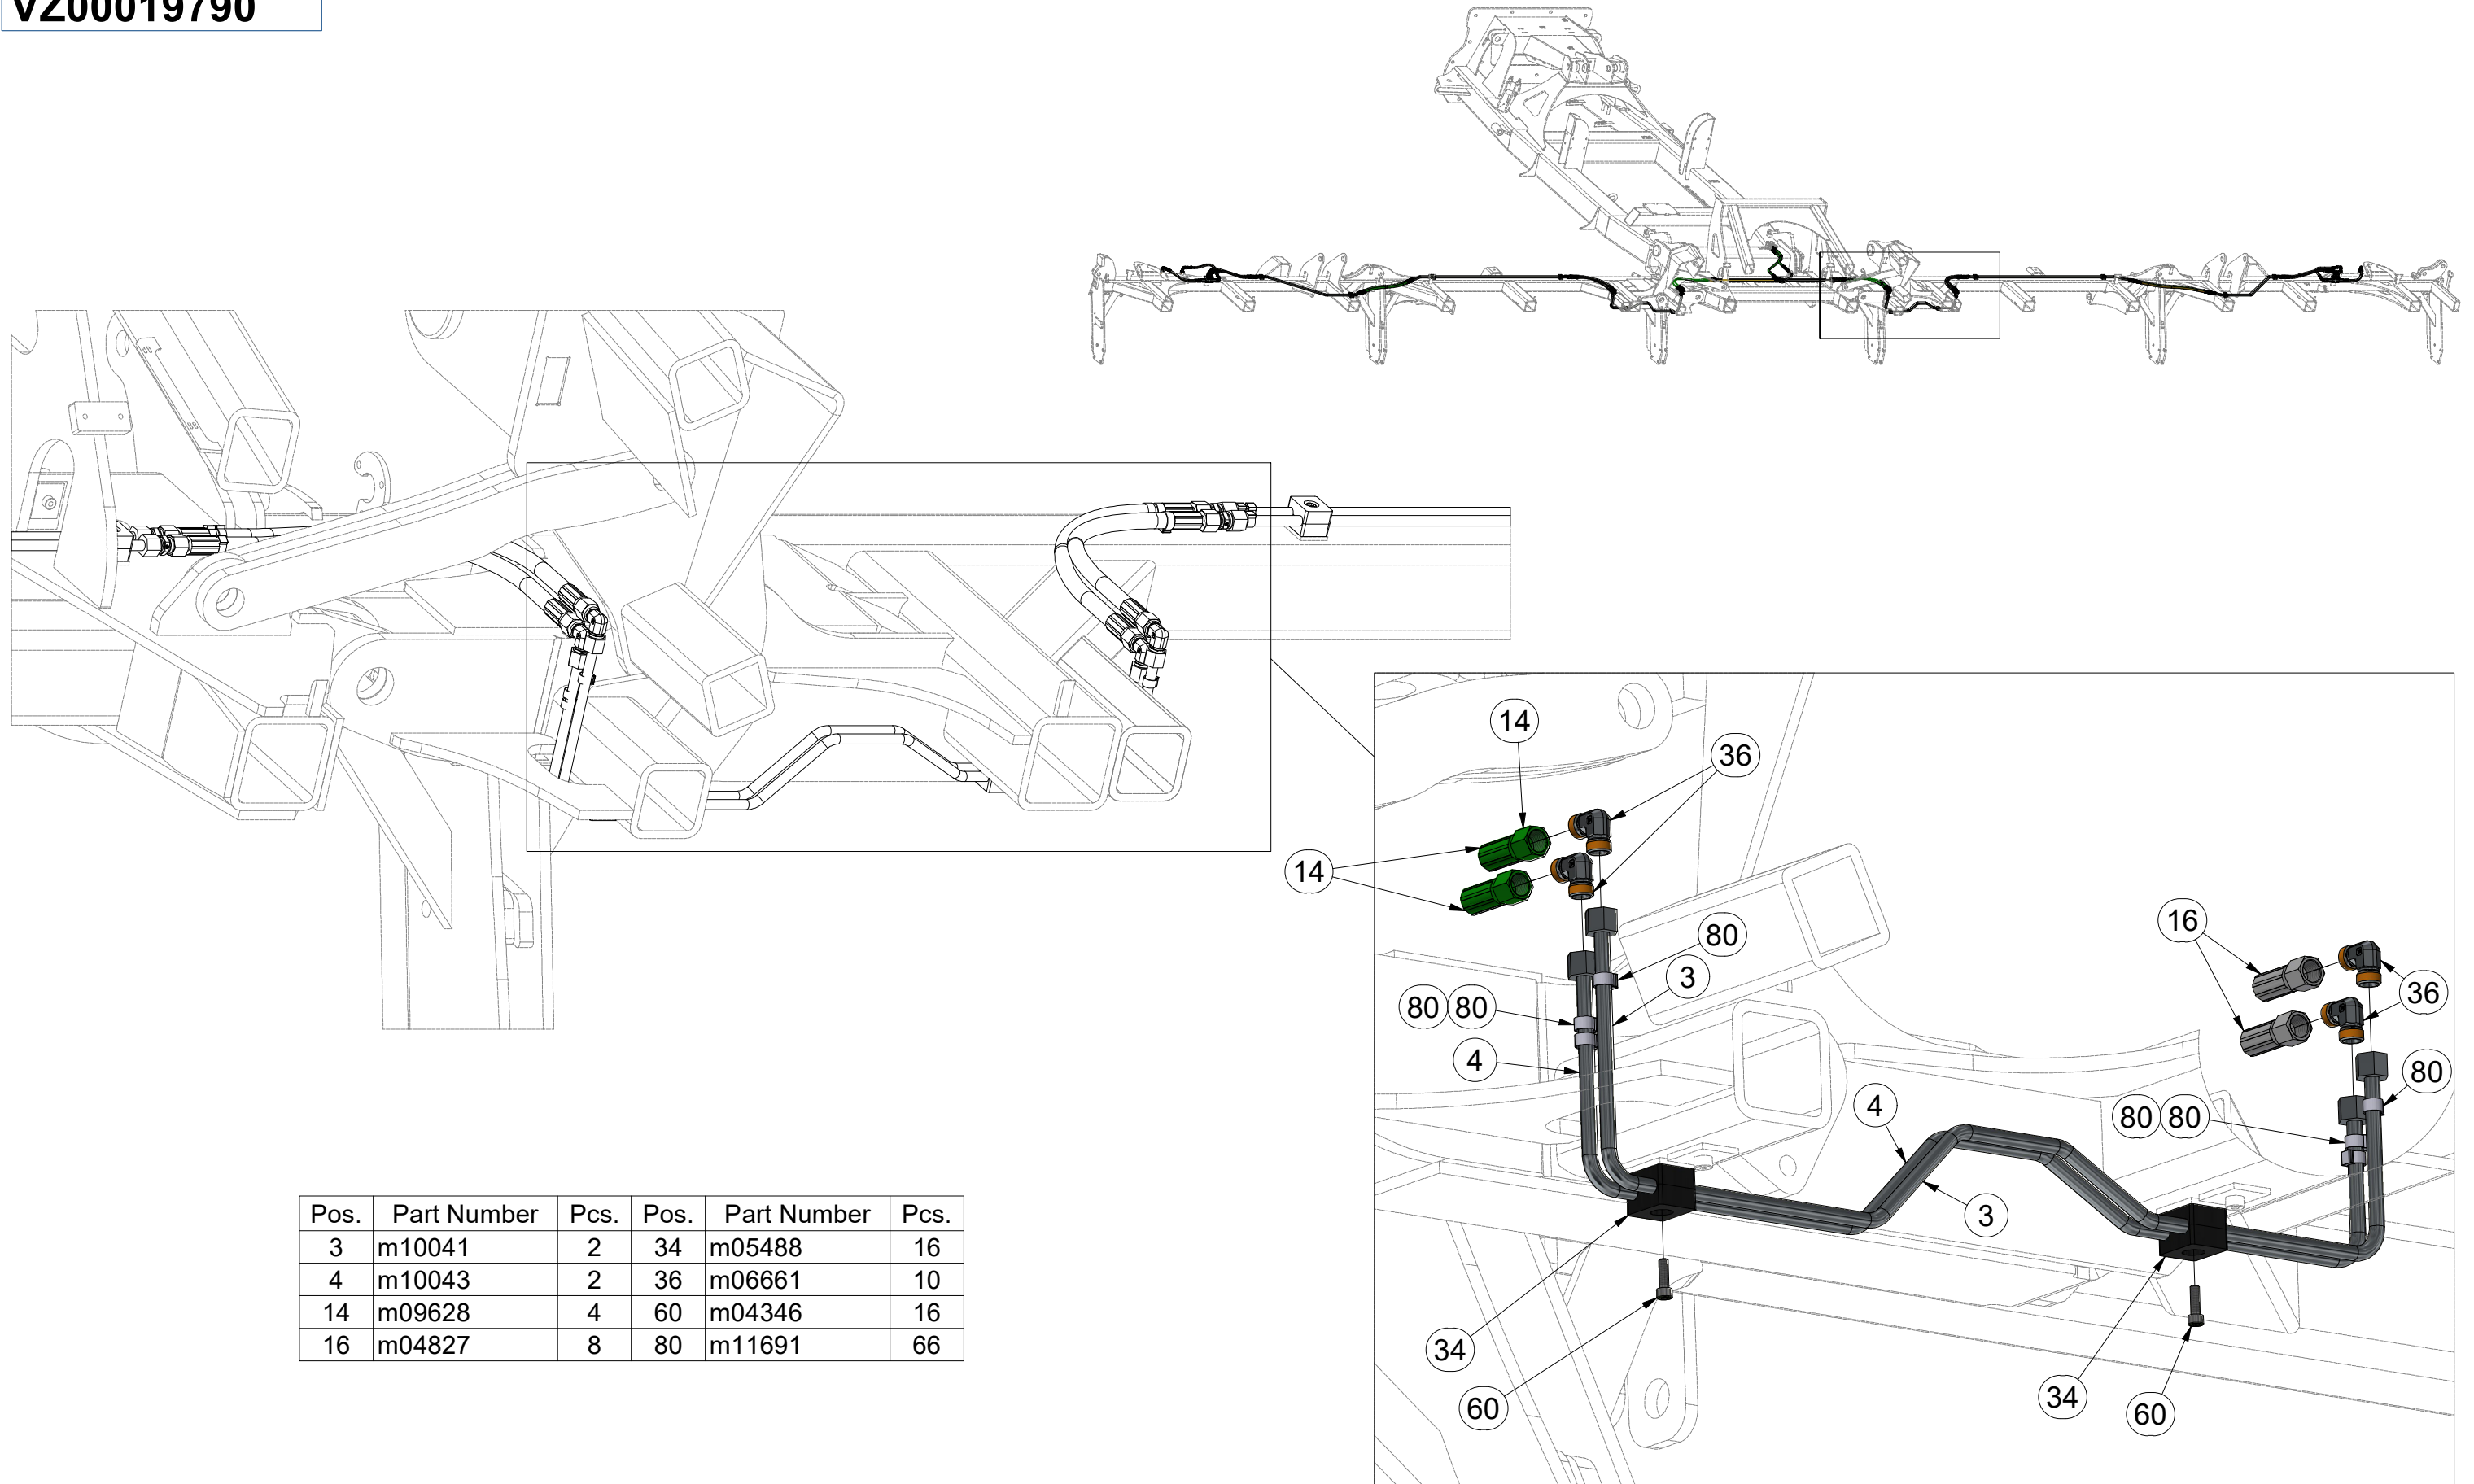 VZ00019790
14
36
14
80
3
80 80
4
16
36
80
80 80
4
3
34
60
34
60
Pos. Part Number Pcs. Pos. Part Number Pcs.
3 m10041 2 34 m05488 16
4 m10043 2 36 m06661 10
14 m09628 4 60 m04346 16
16 m04827 8 80 m11691 66